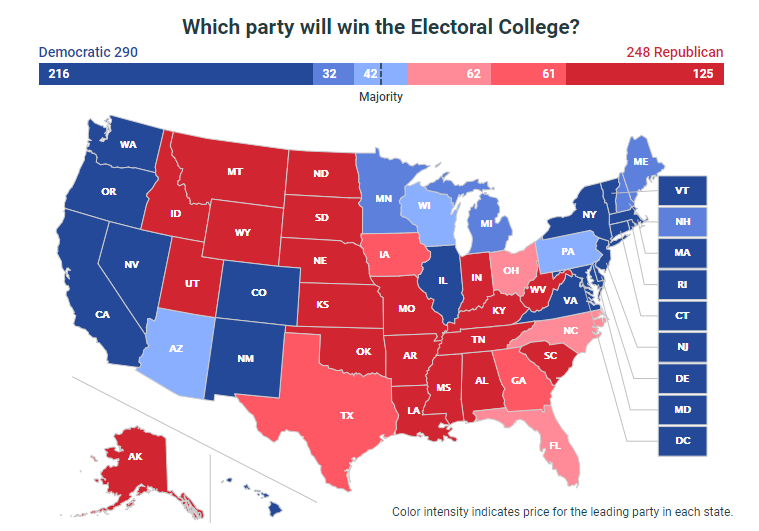 Which party will win the Electoral College?
Democratic 290
248 Republican
216 32 42 62 61 125
Majority
WA
OR
ID
MT
ND
MN
WI
MI
ME
VT
NY
NH
SD
WY
NV
UT
NE
IA
IL
IN
OH
PA
MA
CA
CO
KS
MO
KY
WV
VA
RI
CT
NJ
AZ
NM
OK
AR
TN
NC
SC
DE
TX
LA
MS
AL
GA
FL
MD
DC
AK
Color intensity indicates price for the leading party in each state.